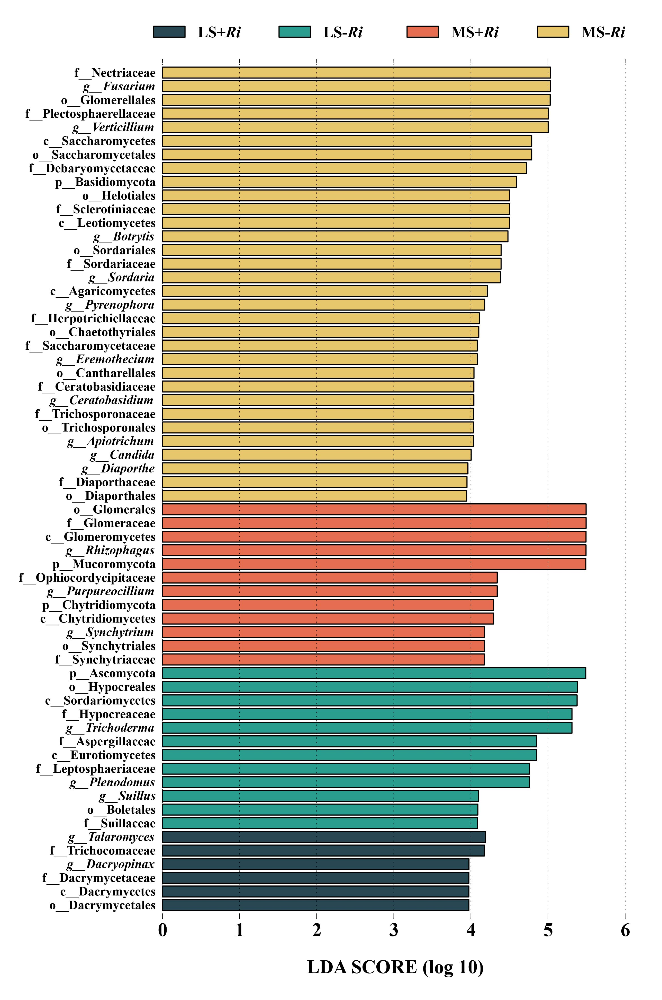 LS+Ri LS-Ri MS+Ri MS-Ri
f__Nectriaceae
g__Fusarium
o__Glomerellales
f__Plectosphaerellaceae
g__Verticillium
c__Saccharomycetes
o__Saccharomycetales
f__Debaryomycetaceae
p__Basidiomycota
o__Helotiales
f__Sclerotiniaceae
c__Leotiomycetes
g__Botrytis
o__Sordariales
f__Sordariaceae
g__Sordaria
c__Agaricomycetes
g__Pyrenophora
f__Herpotrichiellaceae
o__Chaetothyriales
f__Saccharomycetaceae
g__Eremothecium
o__Cantharellales
f__Ceratobasidiaceae
g__Ceratobasidium
f__Trichosporonaceae
o__Trichosporonales
g__Apiotrichum
g__Candida
g__Diaporthe
f__Diaporthaceae
o__Diaporthales
o__Glomerales
f__Glomeraceae
c__Glomeromycetes
g__Rhizophagus
p__Mucoromycota
f__Ophiocordycipitaceae
g__Purpureocillium
p__Chytridiomycota
c__Chytridiomycetes
g__Synchytrium
o__Synchytriales
f__Synchytriaceae
p__Ascomycota
o__Hypocreales
c__Sordariomycetes
f__Hypocreaceae
g__Trichoderma
f__Aspergillaceae
c__Eurotiomycetes
f__Leptosphaeriaceae
g__Plenodomus
g__Suillus
o__Boletales
f__Suillaceae
g__Talaromyces
f__Trichocomaceae
g__Dacryopinax
f__Dacrymycetaceae
c__Dacrymycetes
o__Dacrymycetales
0 1 2 3 4 5 6
LDA SCORE (log 10)